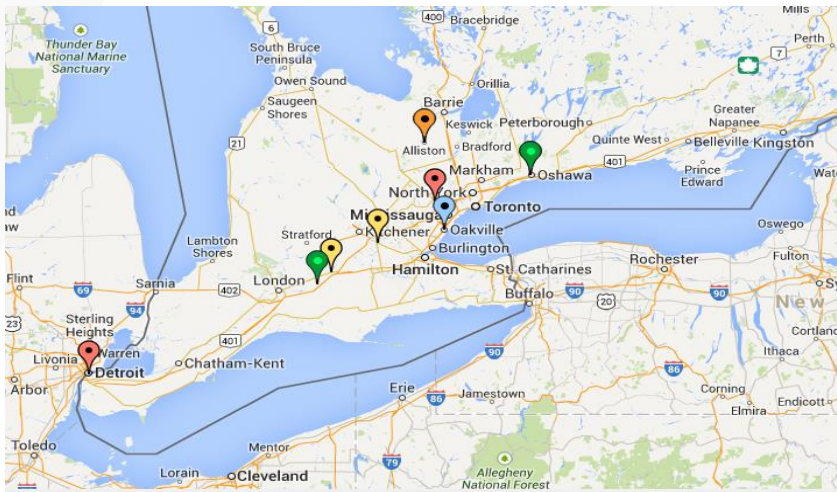 400
Mills
Bracebridge
6
Thunder Bay
National Marine
Sanctuary
South Bruce
Peninsula
Perth
7
Owen Sound
Orillia
Saugeen
Shores
Barrie
Keswick
Peterborough
Greater
Napanee
21
Alliston
Bradford
Quinte West
Belleville
Kingston
401
Markham
Oshawa
Prince
Edward
North York
Wat
Mississauga
Toronto
Stratford
Kitchener
Oakville
Oswego
Lambton
Shores
Burlington
Fulton
Rochester
Hamilton
St. Catharines
Flint
Sarnia
402
London
69
90
90
Sy
94
Buffalo
20
New
23
Sterling
Heights
401
Cortland
Livonia
Warren
Ithaca
Chatham-Kent
90
86
Detroit
Arbor
Erie
Jamestown
Corning
Endicott
86
Elmira
Toledo
Mentor
79
Lorain
Cleveland
Allegheny
National Forest